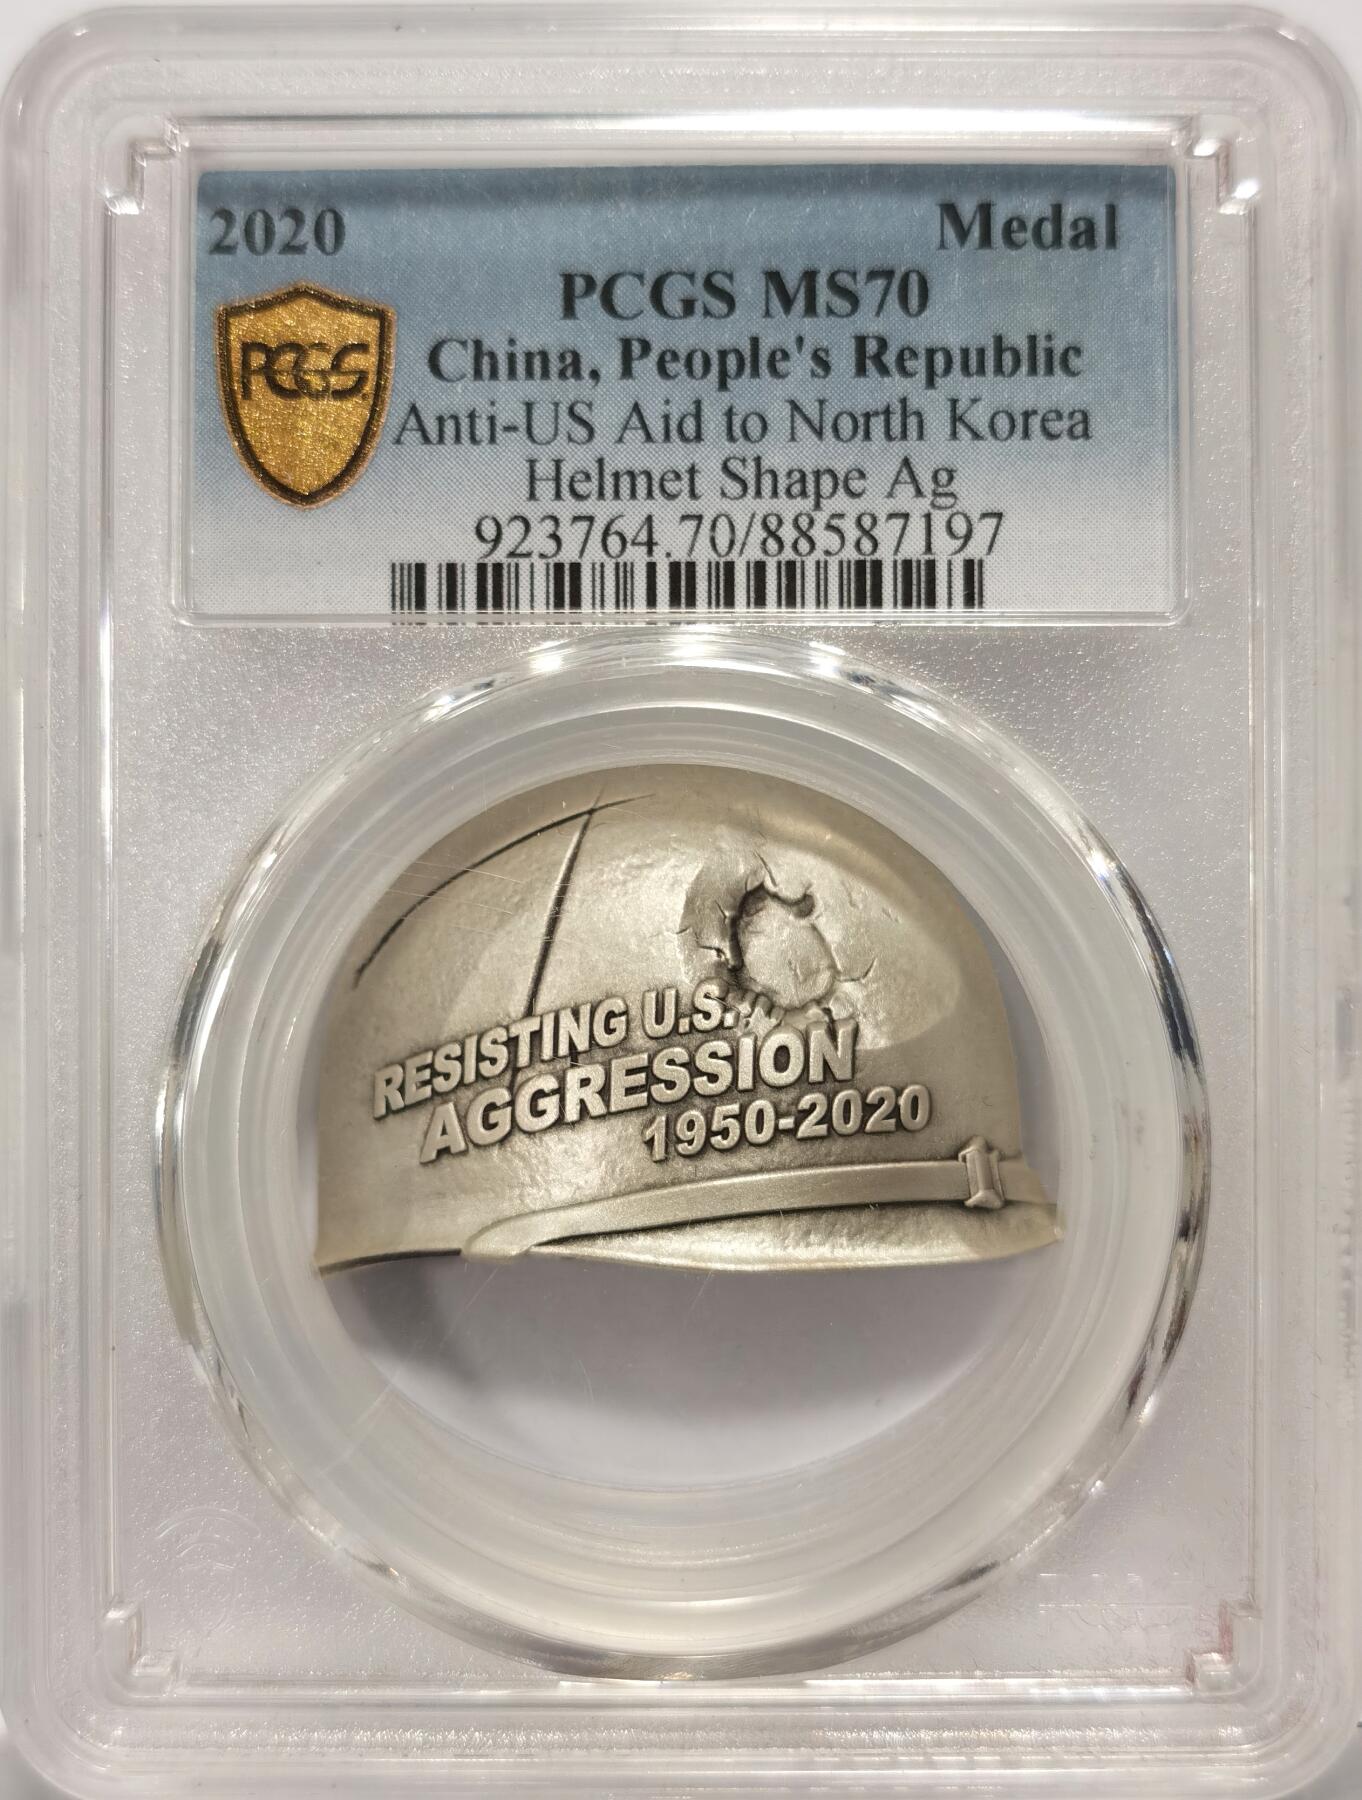 2020 Medal
PCGS MS70
PCGS
China, People's Republic
Anti-US Aid to North Korea
Helmet Shape Ag
923764.70/88587197
RESISTING U.S.
AGGRESSION
1950-2020